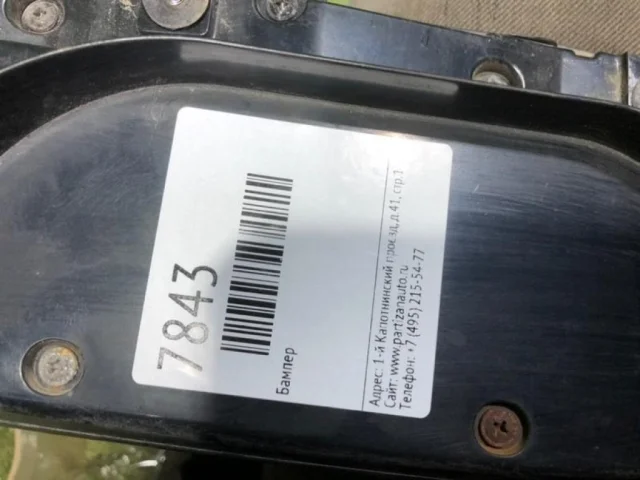 7843
Бампер
Адрес: 1-й Капотнинский проезд, д.41, стр.1
Сайт: www.partizanauto.ru
Телефон: +7 (495) 215-54-77